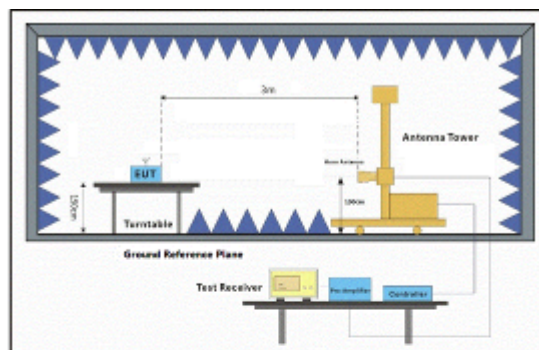 3m
Antenna Tower
Horn Antenna
EUT
150cm
100cm
Turntable
Ground Reference Plane
Test Receiver
Pre-Amplifier
Controller